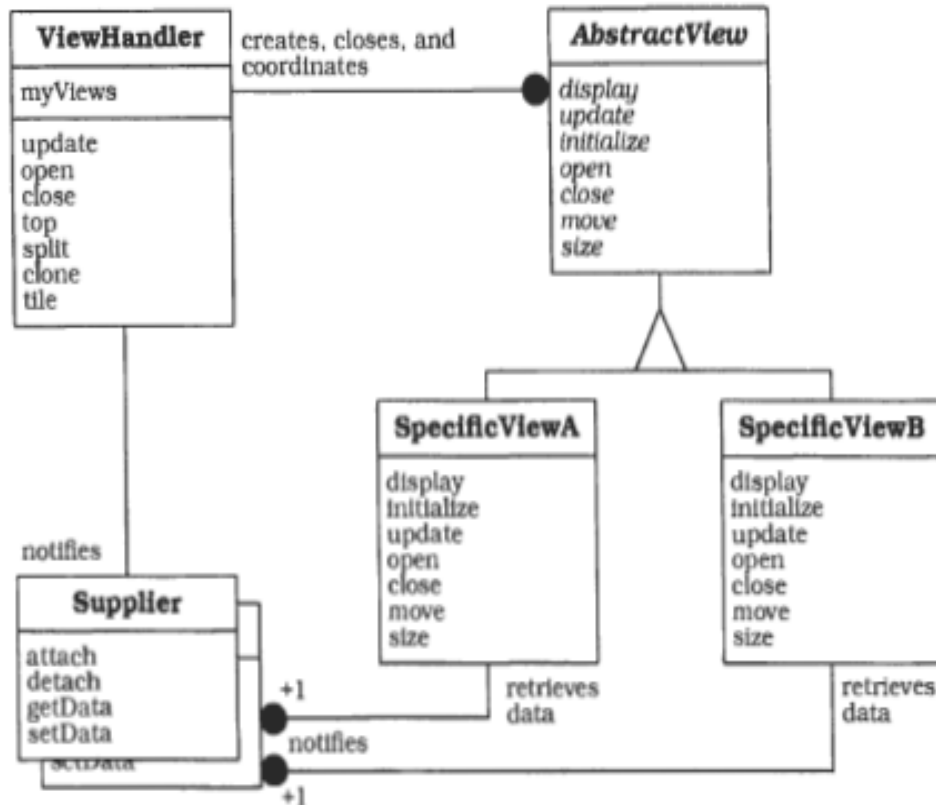 ViewHandler
myViews
update
open
close
top
split
clone
tile
creates, closes, and
coordinates
AbstractView
display
update
initialize
open
close
move
size
SpecificViewA
display
initialize
update
open
close
move
size
SpecificViewB
display
initialize
update
open
close
move
size
notifies
Supplier
attach
detach
getData
setData
setData
+1
retrieves
data
notifies
+1
retrieves
data